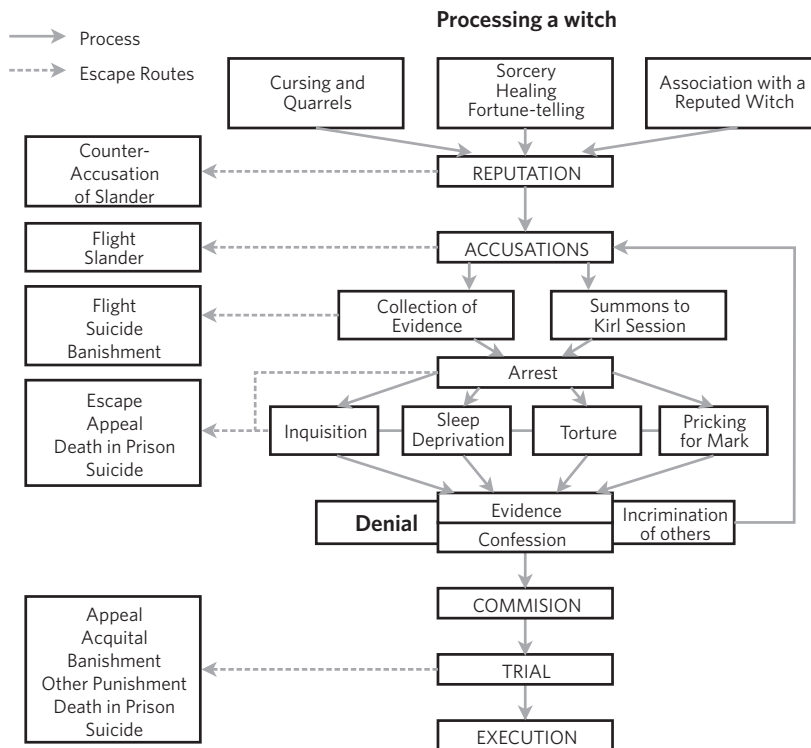 Processing a witch
Process
Escape Routes
Cursing and
Quarrels
Sorcery
Healing
Fortune-telling
Association with a
Reputed Witch
Counter-
Accusation
of Slander
REPUTATION
Flight
Slander
ACCUSATIONS
Flight
Suicide
Banishment
Collection of
Evidence
Summons to
Kirl Session
Arrest
Escape
Appeal
Death in Prison
Suicide
Inquisition
Sleep
Deprivation
Torture
Pricking
for Mark
Denial
Evidence
Confession
Incrimination
of others
COMMISION
Appeal
Acquital
Banishment
Other Punishment
Death in Prison
Suicide
TRIAL
EXECUTION